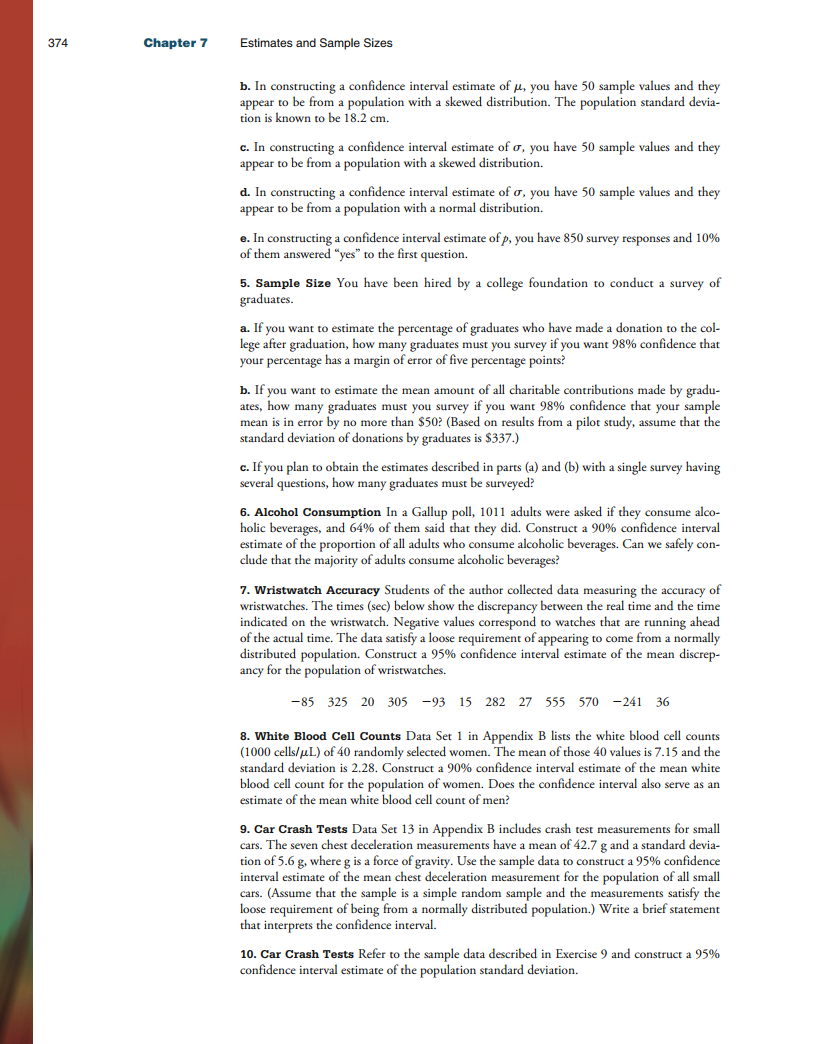 374 Chapter 7 Estimates and Sample Sizes
b. In constructing a confidence interval estimate of μ, you have 50 sample values and they
appear to be from a population with a skewed distribution. The population standard devia-
tion is known to be 18.2 cm.
c. In constructing a confidence interval estimate of σ, you have 50 sample values and they
appear to be from a population with a skewed distribution.
d. In constructing a confidence interval estimate of σ, you have 50 sample values and they
appear to be from a population with a normal distribution.
e. In constructing a confidence interval estimate of p, you have 850 survey responses and 10%
of them answered “yes” to the first question.
5. Sample Size You have been hired by a college foundation to conduct a survey of
graduates.
a. If you want to estimate the percentage of graduates who have made a donation to the col-
lege after graduation, how many graduates must you survey if you want 98% confidence that
your percentage has a margin of error of five percentage points?
b. If you want to estimate the mean amount of all charitable contributions made by gradu-
ates, how many graduates must you survey if you want 98% confidence that your sample
mean is in error by no more than $50? (Based on results from a pilot study, assume that the
standard deviation of donations by graduates is $337.)
c. If you plan to obtain the estimates described in parts (a) and (b) with a single survey having
several questions, how many graduates must be surveyed?
6. Alcohol Consumption In a Gallup poll, 1011 adults were asked if they consume alco-
holic beverages, and 64% of them said that they did. Construct a 90% confidence interval
estimate of the proportion of all adults who consume alcoholic beverages. Can we safely con-
clude that the majority of adults consume alcoholic beverages?
7. Wristwatch Accuracy Students of the author collected data measuring the accuracy of
wristwatches. The times (sec) below show the discrepancy between the real time and the time
indicated on the wristwatch. Negative values correspond to watches that are running ahead
of the actual time. The data satisfy a loose requirement of appearing to come from a normally
distributed population. Construct a 95% confidence interval estimate of the mean discrep-
ancy for the population of wristwatches.
−85 325 20 305 −93 15 282 27 555 570 −241 36
8. White Blood Cell Counts Data Set 1 in Appendix B lists the white blood cell counts
(1000 cells/μL) of 40 randomly selected women. The mean of those 40 values is 7.15 and the
standard deviation is 2.28. Construct a 90% confidence interval estimate of the mean white
blood cell count for the population of women. Does the confidence interval also serve as an
estimate of the mean white blood cell count of men?
9. Car Crash Tests Data Set 13 in Appendix B includes crash test measurements for small
cars. The seven chest deceleration measurements have a mean of 42.7 g and a standard devia-
tion of 5.6 g, where g is a force of gravity. Use the sample data to construct a 95% confidence
interval estimate of the mean chest deceleration measurement for the population of all small
cars. (Assume that the sample is a simple random sample and the measurements satisfy the
loose requirement of being from a normally distributed population.) Write a brief statement
that interprets the confidence interval.
10. Car Crash Tests Refer to the sample data described in Exercise 9 and construct a 95%
confidence interval estimate of the population standard deviation.